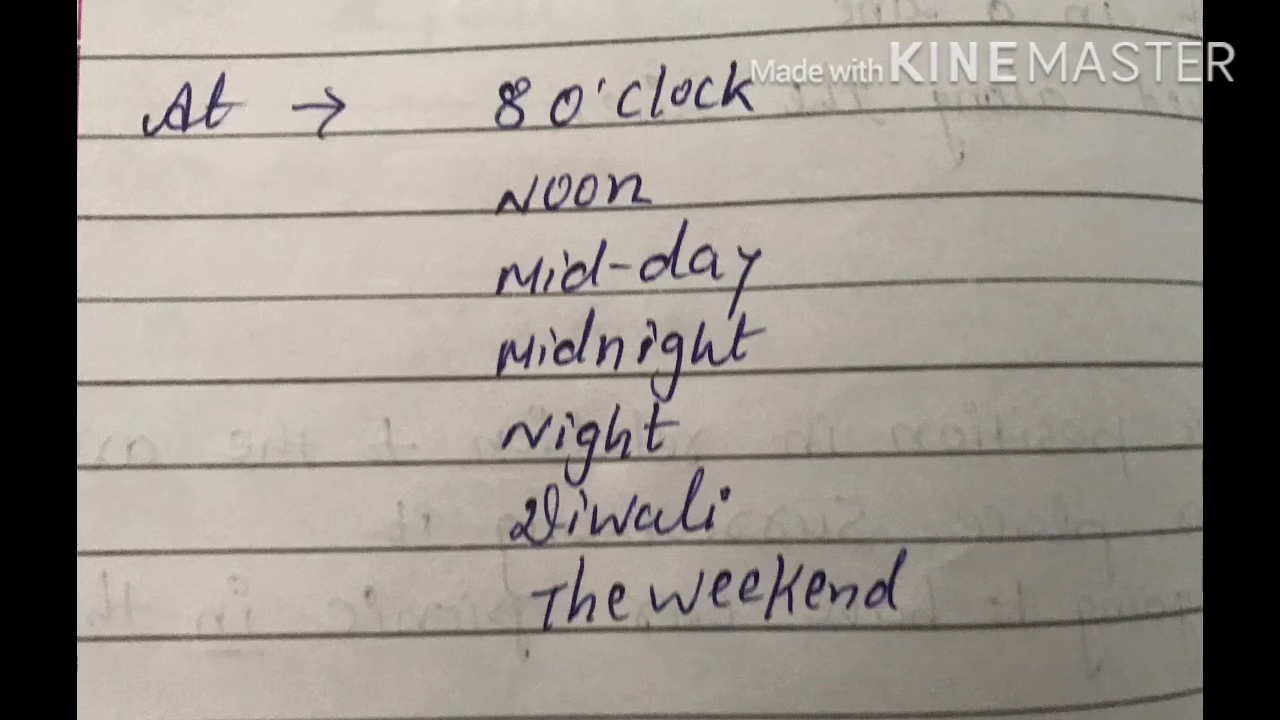 At → 8 O'clock
Made with KINEMASTER
Noon
Mid-day
Midnight
Night
Diwali
The weekend